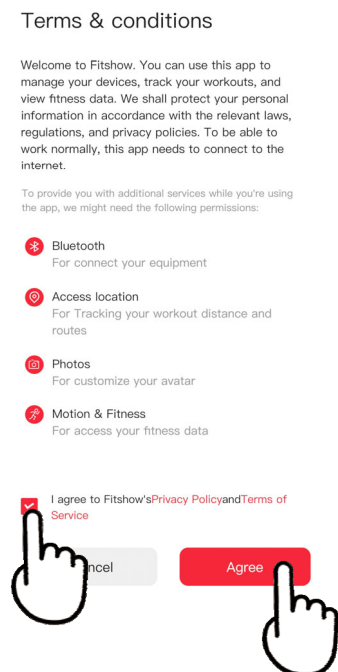 Terms & conditions
Welcome to Fitshow. You can use this app to
manage your devices, track your workouts, and
view fitness data. We shall protect your personal
information in accordance with the relevant laws,
regulations, and privacy policies. To be able to
work normally, this app needs to connect to the
internet.
To provide you with additional services while you're using
the app, we might need the following permissions:
Bluetooth
For connect your equipment
Access location
For Tracking your workout distance and
routes
Photos
For customize your avatar
Motion & Fitness
For access your fitness data
I agree to Fitshow'sPrivacy PolicyandTerms of
Service
Agree